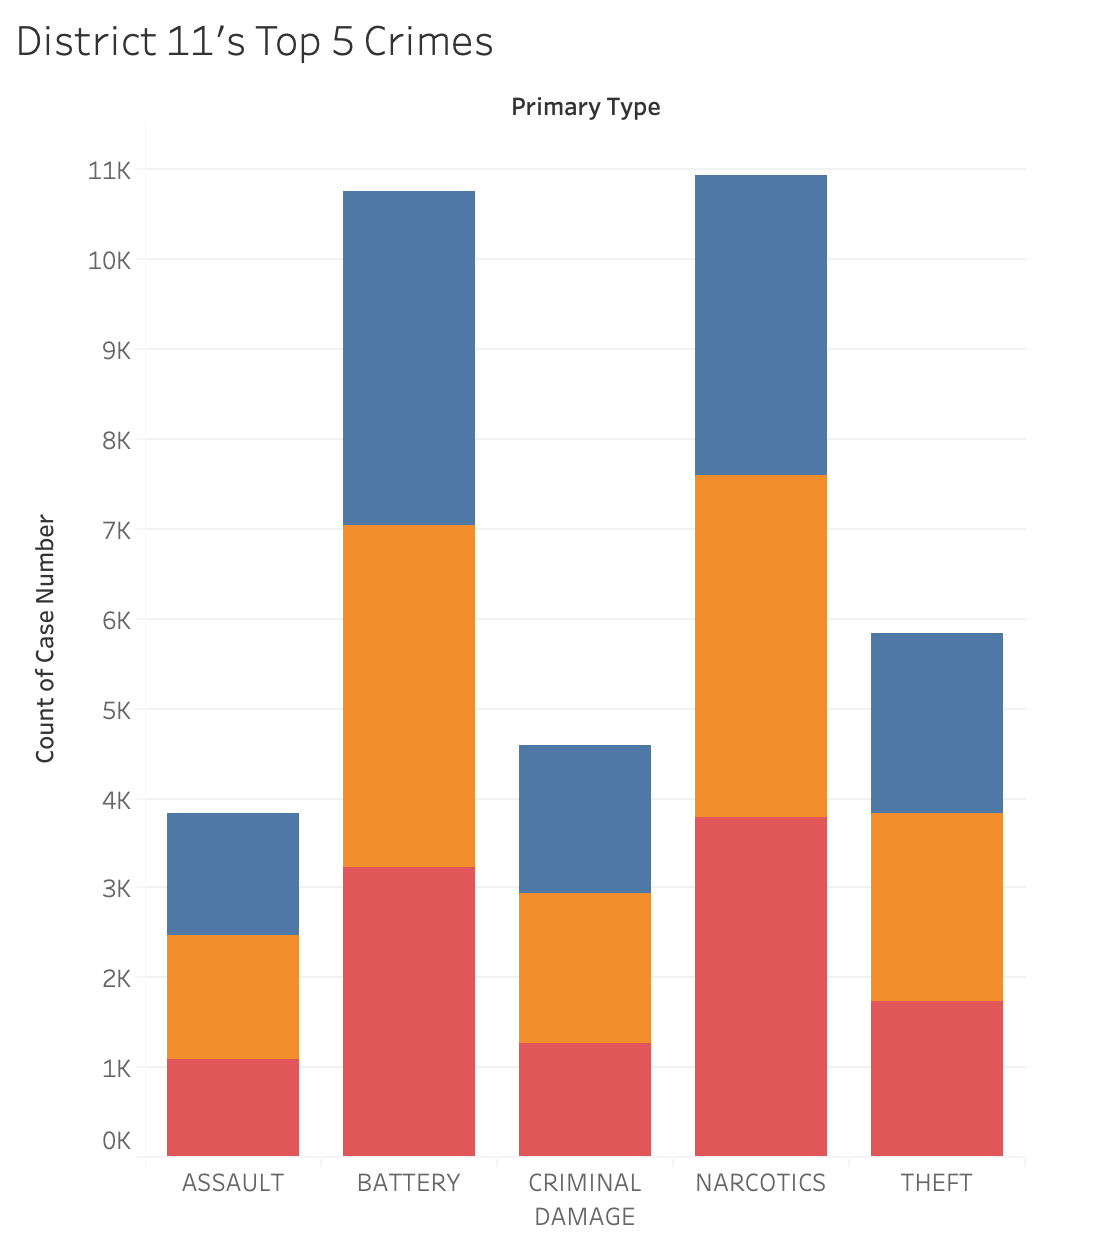 District 11's Top 5 Crimes
Primary Type
11K
10K
9K
8K
7K
6K
5K
4K
3K
2K
1K
0K
Count of Case Number
ASSAULT
BATTERY
CRIMINAL
DAMAGE
NARCOTICS
THEFT